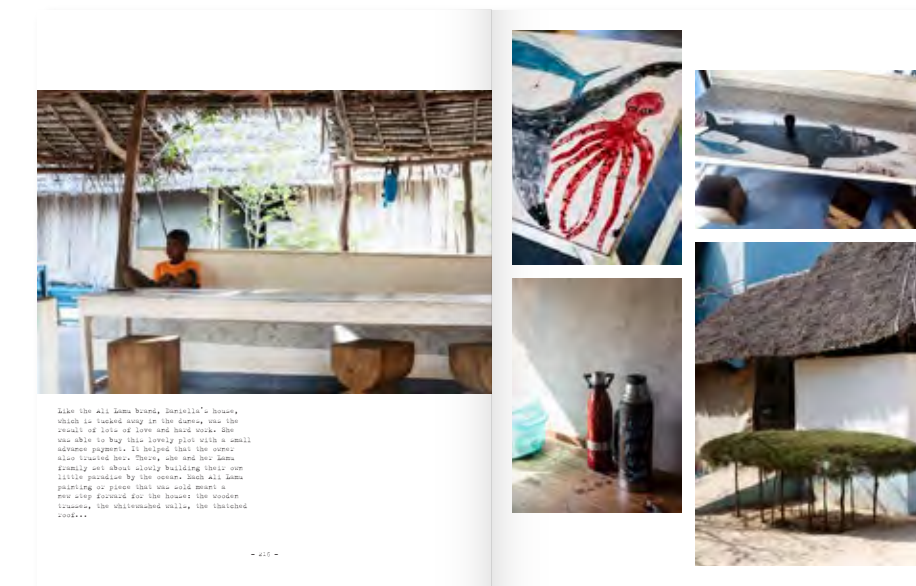 Like the Ali Lamu brand, Daniella's house,
which is tucked away in the dunes, was the
result of lots of love and hard work. She
was able to buy this lovely plot with a small
advance payment. It helped that the owner
also trusted her. There, she and her Lamu
framily set about slowly building their own
little paradise by the ocean. Each Ali Lamu
painting or piece that was sold meant a
new step forward for the house: the wooden
trusses, the whitewashed walls, the thatched
roof...